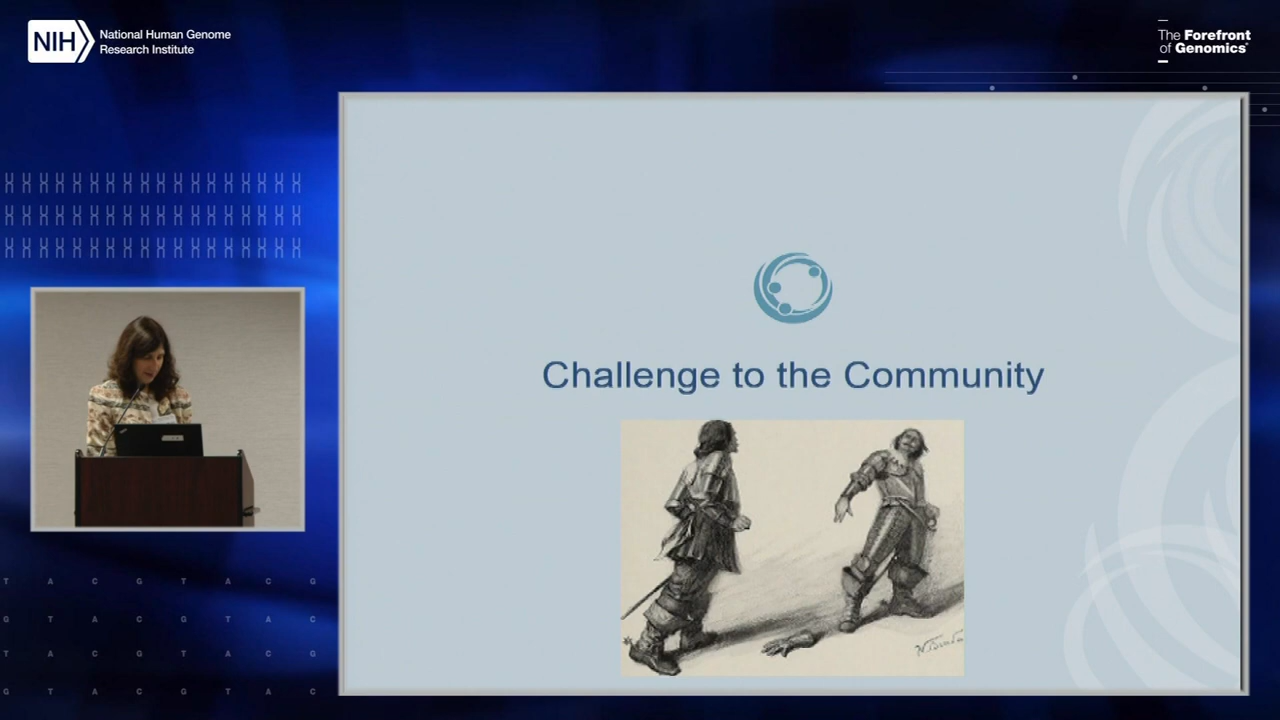 NIH
National Human Genome
Research Institute
The Forefront
of Genomics®
Challenge to the Community
T A C G T A C G
G T A C G T A C
T A C G T A C G
G T A C G T A C